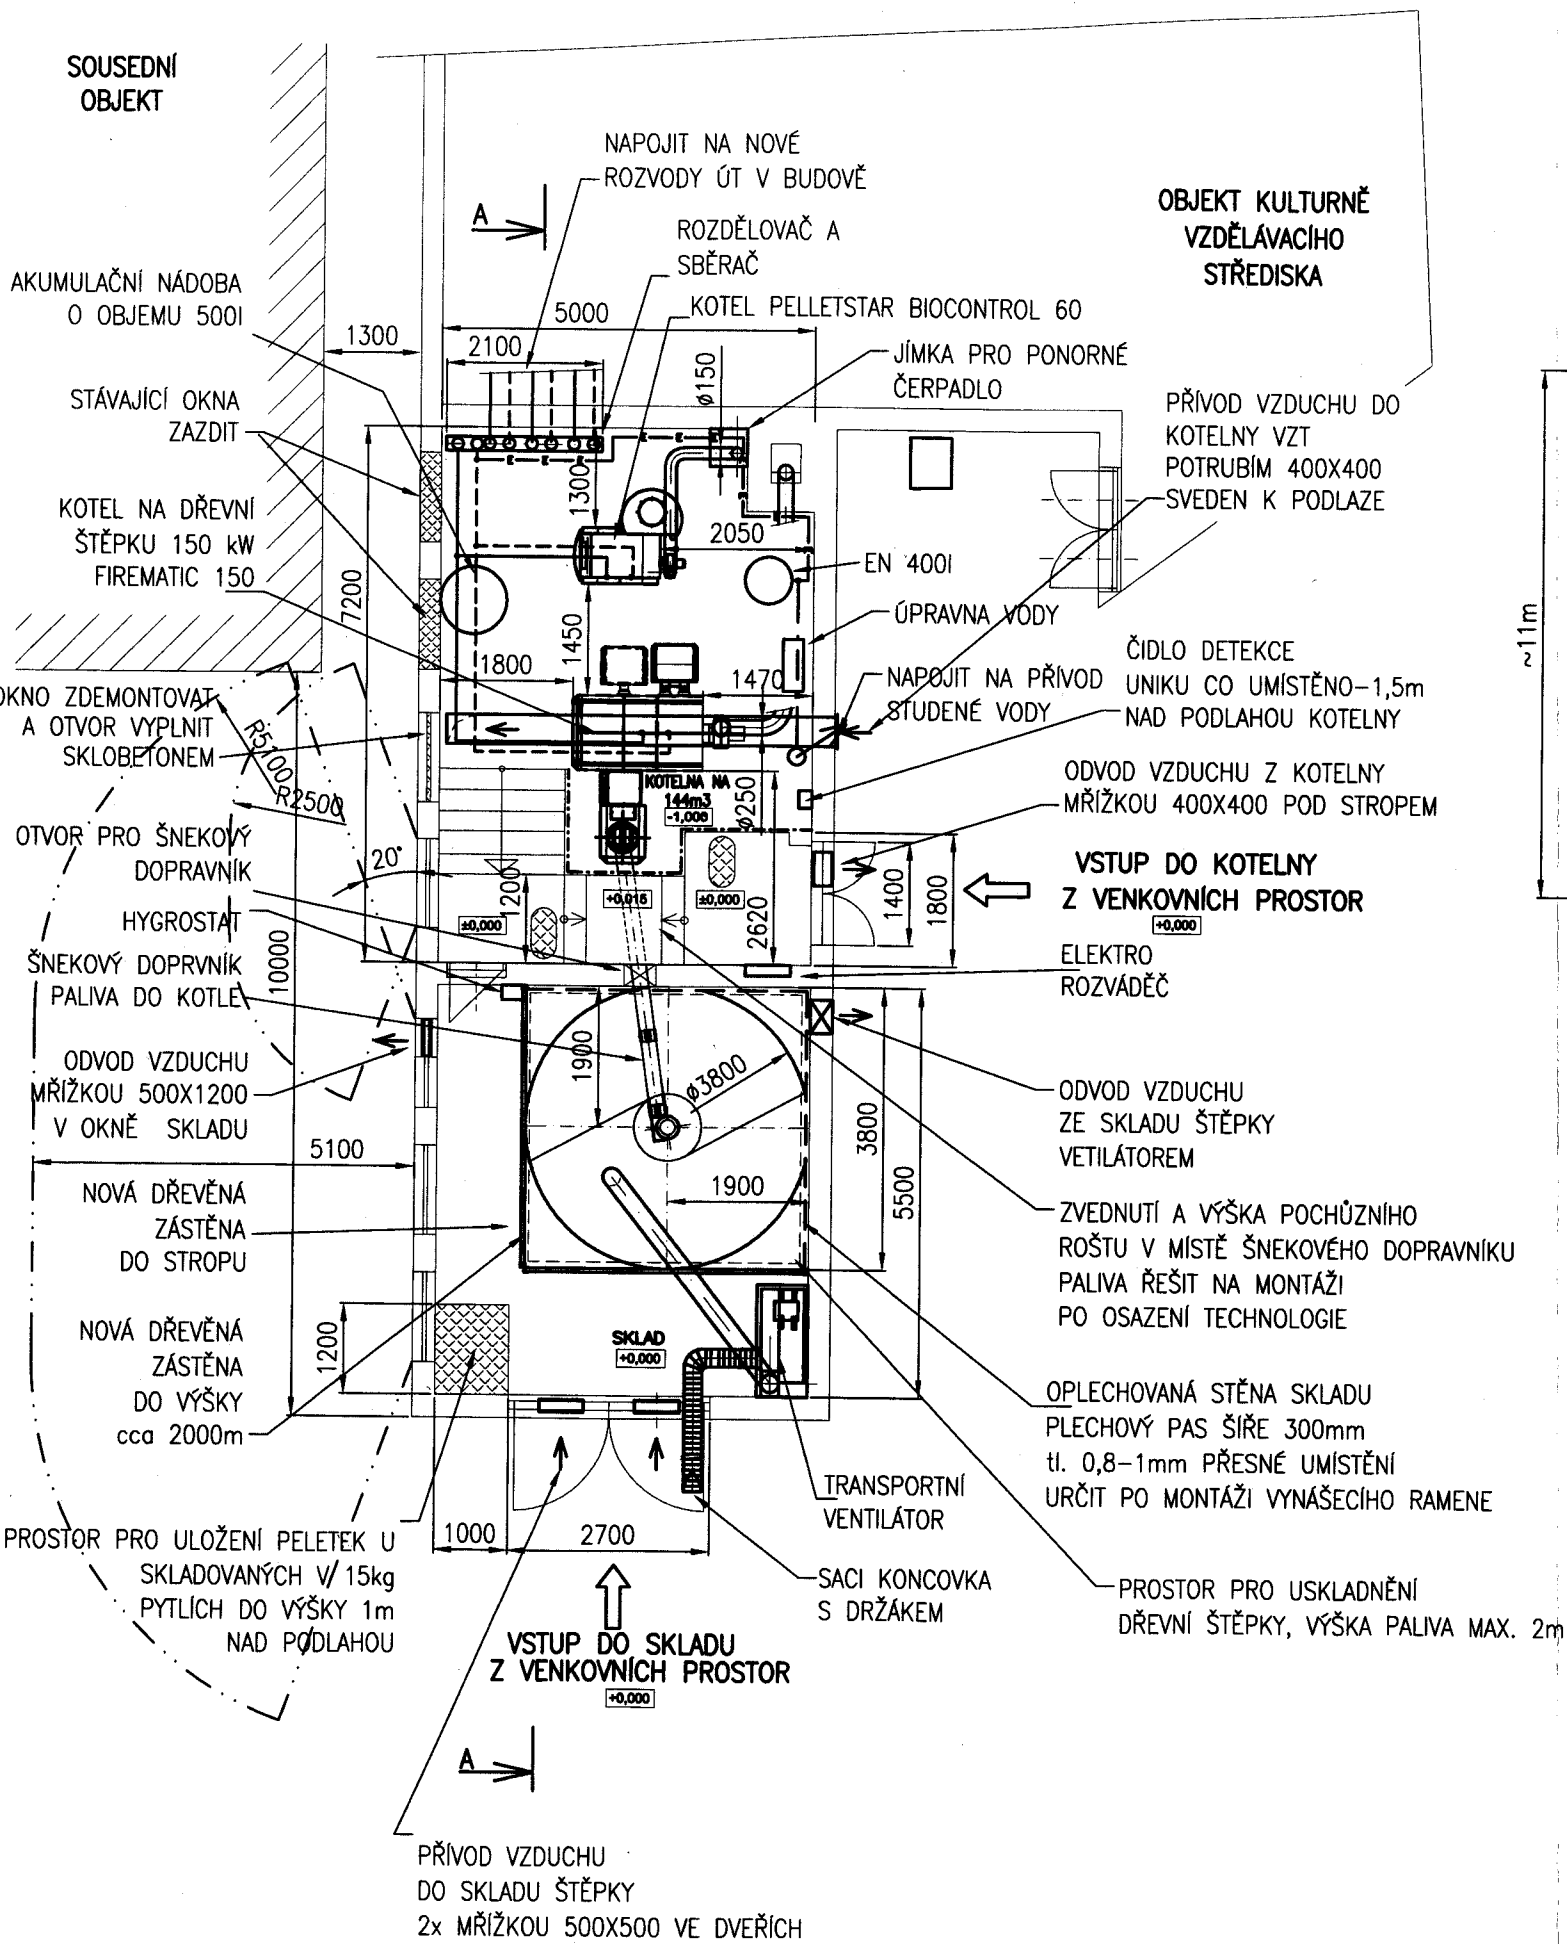 SOUSEDNÍ
OBJEKT
NAPOJIT NA NOVÉ
ROZVODY ÚT V BUDOVĚ
A
ROZDĚLOVAČ A
SBĚRAČ
OBJEKT KULTURNĚ
VZDĚLÁVACÍHO
STŘEDISKA
AKUMULAČNÍ NÁDOBA
O OBJEMU 500l
KOTEL PELLETSTAR BIOCONTROL 60
5000
1300
2100
ø150
JÍMKA PRO PONORNÉ
ČERPADLO
STÁVAJÍCÍ OKNA
ZAZDIT
PŘÍVOD VZDUCHU DO
KOTELNY VZT
POTRUBÍM 400X400
SVEDEN K PODLAZE
KOTEL NA DŘEVNÍ
ŠTĚPKU 150 kW
FIREMATIC 150
1300
2050
EN 400l
7200
1450
ÚPRAVNA VODY
~11m
1800
1470
NAPOJIT NA PŘÍVOD
STUDENÉ VODY
ČIDLO DETEKCE
UNIKU CO UMÍSTĚNO-1,5m
NAD PODLAHOU KOTELNY
OKNO ZDEMONTOVAT
A OTVOR VYPLNIT
SKLOBETONEM
R5100
R2500
KOTELNA NA
144m3
-1,000
ø250
ODVOD VZDUCHU Z KOTELNY
MŘÍŽKOU 400X400 POD STROPEM
OTVOR PRO ŠNEKOVÝ
DOPRAVNÍK
20°
VSTUP DO KOTELNY
Z VENKOVNÍCH PROSTOR
+0,000
1200
±0,000
+0,015
±0,000
2620
1400
1800
HYGROSTAT
ŠNEKOVÝ DOPRVNÍK
PALIVA DO KOTLE
10000
ELEKTRO
ROZVÁDĚČ
ODVOD VZDUCHU
MŘÍŽKOU 500X1200
V OKNĚ SKLADU
1900
ø3800
3800
5500
ODVOD VZDUCHU
ZE SKLADU ŠTĚPKY
VETILÁTOREM
5100
1900
NOVÁ DŘEVĚNÁ
ZÁSTĚNA
DO STROPU
ZVEDNUTÍ A VÝŠKA POCHŮZNÍHO
ROŠTU V MÍSTĚ ŠNEKOVÉHO DOPRAVNÍKU
PALIVA ŘEŠIT NA MONTÁŽI
PO OSAZENÍ TECHNOLOGIE
NOVÁ DŘEVĚNÁ
ZÁSTĚNA
DO VÝŠKY
cca 2000m
1200
SKLAD
+0,000
OPLECHOVANÁ STĚNA SKLADU
PLECHOVÝ PAS ŠÍŘE 300mm
tl. 0,8-1mm PŘESNÉ UMÍSTĚNÍ
URČIT PO MONTÁŽI VYNÁŠECÍHO RAMENE
TRANSPORTNÍ
VENTILÁTOR
1000
2700
PROSTOR PRO ULOŽENÍ PELETEK U
SKLADOVANÝCH V 15kg
PYTLÍCH DO VÝŠKY 1m
NAD PODLAHOU
SACI KONCOVKA
S DRŽÁKEM
PROSTOR PRO USKLADNĚNÍ
DŘEVNÍ ŠTĚPKY, VÝŠKA PALIVA MAX. 2m
VSTUP DO SKLADU
Z VENKOVNÍCH PROSTOR
+0,000
A
PŘÍVOD VZDUCHU
DO SKLADU ŠTĚPKY
2x MŘÍŽKOU 500X500 VE DVEŘÍCH